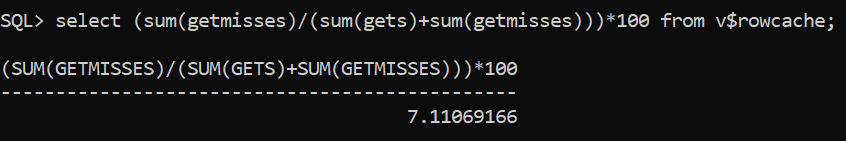 SQL> select (sum(getmisses)/(sum(gets)+sum(getmisses)))*100 from v$rowcache;
(SUM(GETMISSES)/(SUM(GETS)+SUM(GETMISSES)))*100
-----------------------------------------------
7.11069166